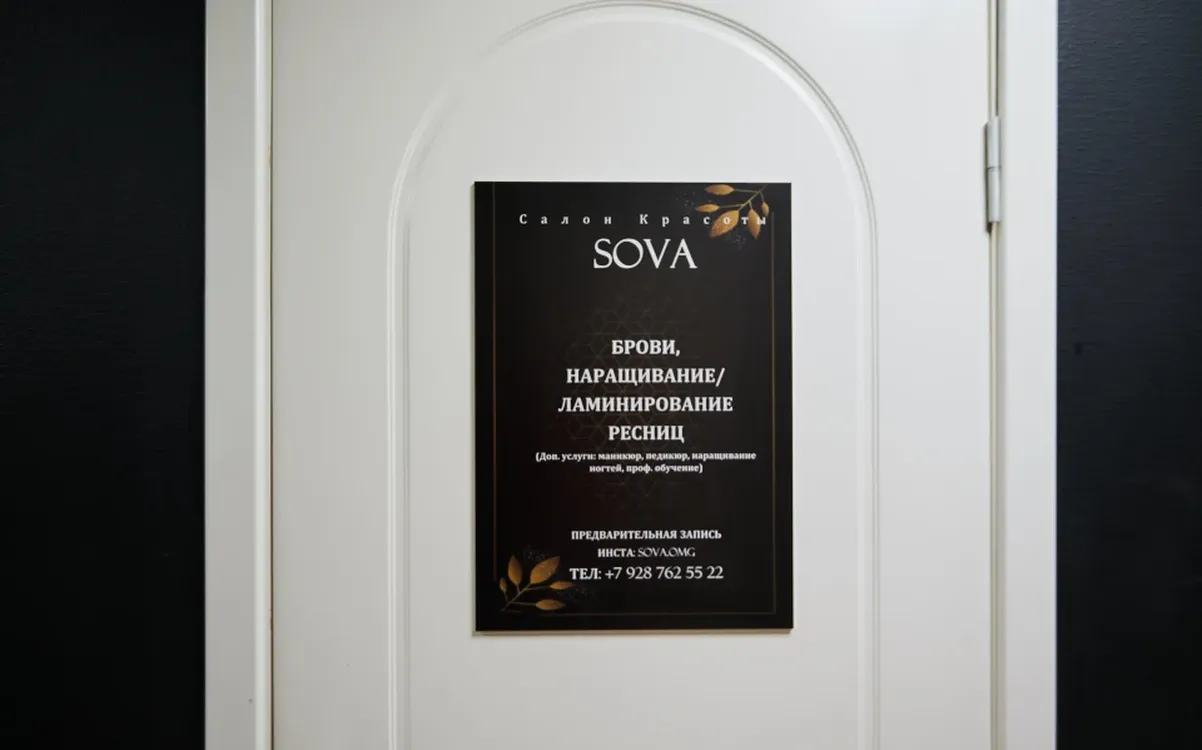 Салон Красоты
SOVA
БРОВИ,
НАРАЩИВАНИЕ/
ЛАМИНИРОВАНИЕ
РЕСНИЦ
(Доп. услуги: маникюр, педикюр, наращивание
ногтей, проф. обучение)
ПРЕДВАРИТЕЛЬНАЯ ЗАПИСЬ
ИНСТА: SOVA.OMG
ТЕЛ: +7 928 762 55 22